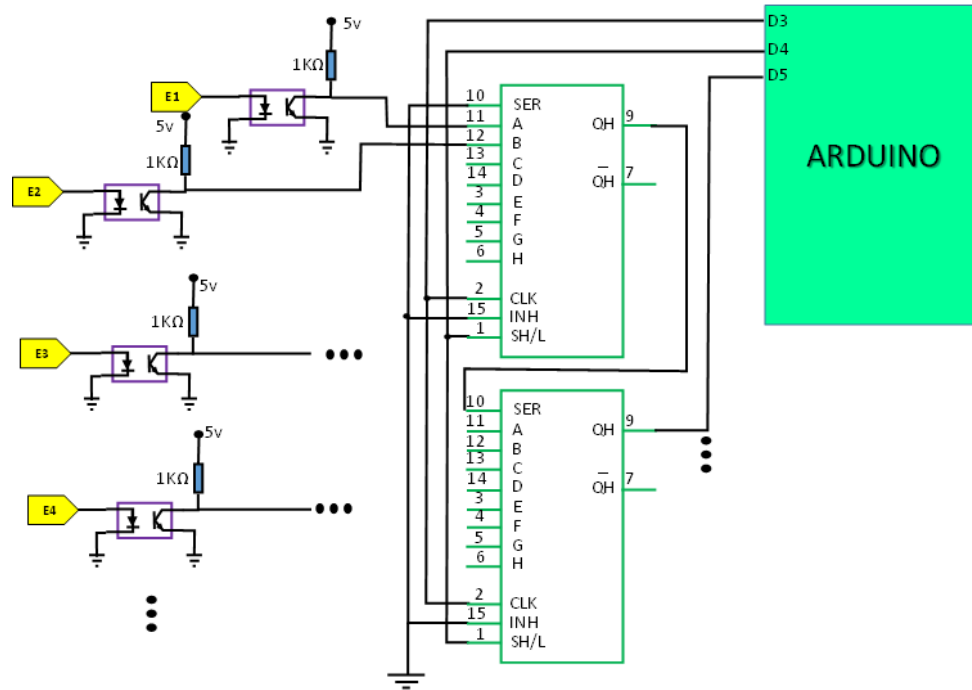 5v
1KΩ
E1
5v
1KΩ
E2
5v
1KΩ
E3
5v
1KΩ
E4
10 SER
11 A
12 B
13 C
14 D
3 E
4 F
5 G
6 H
2 CLK
15 INH
1 SH/L
QH 9
QH 7
10 SER
11 A
12 B
13 C
14 D
3 E
4 F
5 G
6 H
2 CLK
15 INH
1 SH/L
QH 9
QH 7
D3
D4
D5
ARDUINO